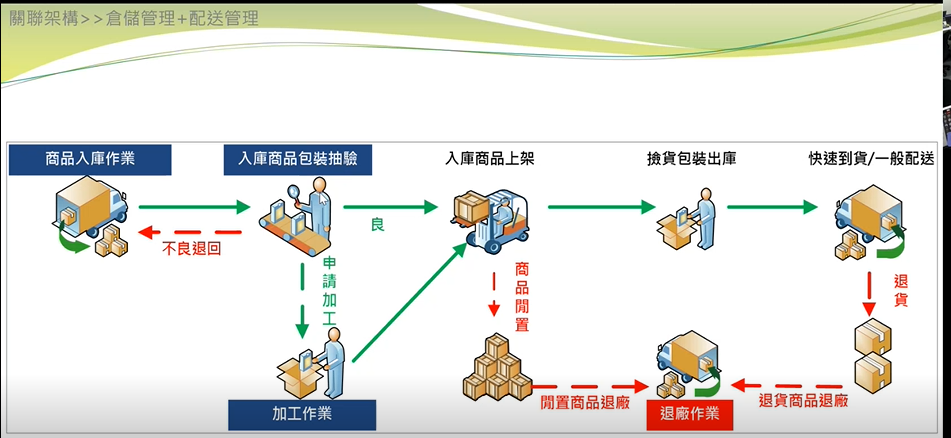 關聯架構>>倉儲管理+配送管理
商品入庫作業
入庫商品包裝抽驗
入庫商品上架
撿貨包裝出庫
快速到貨/一般配送
良
不良退回
申請加工
商品閒置
退貨
加工作業
閒置商品退廠
退廠作業
退貨商品退廠